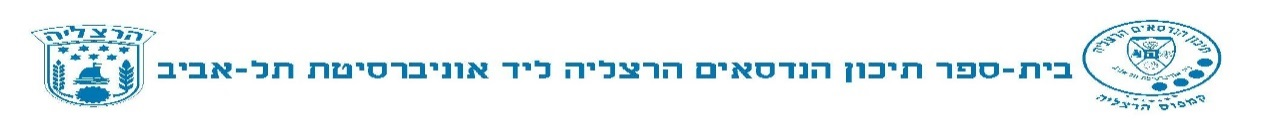 הרצליה
בית-ספר תיכון הנדסאים הרצליה ליד אוניברסיטת תל-אביב
תיכון הנדסאים הרצליה
קמפוס הרצליה